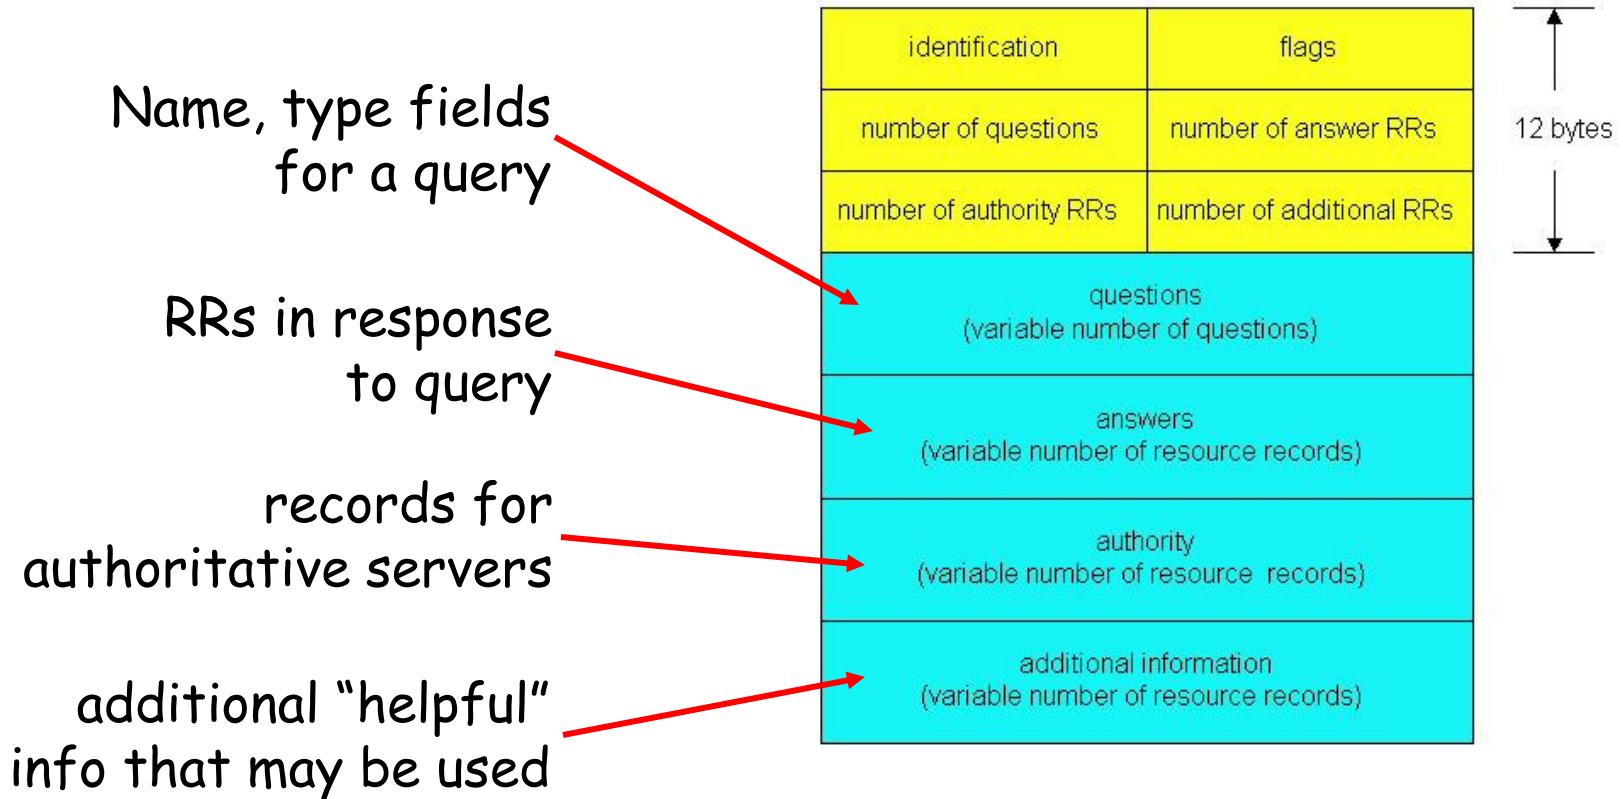 Name, type fields
for a query
RRs in response
to query
records for
authoritative servers
additional “helpful”
info that may be used
identification
flags
number of questions
number of answer RRs
number of authority RRs
number of additional RRs
questions
(variable number of questions)
answers
(variable number of resource records)
authority
(variable number of resource records)
additional information
(variable number of resource records)
12 bytes